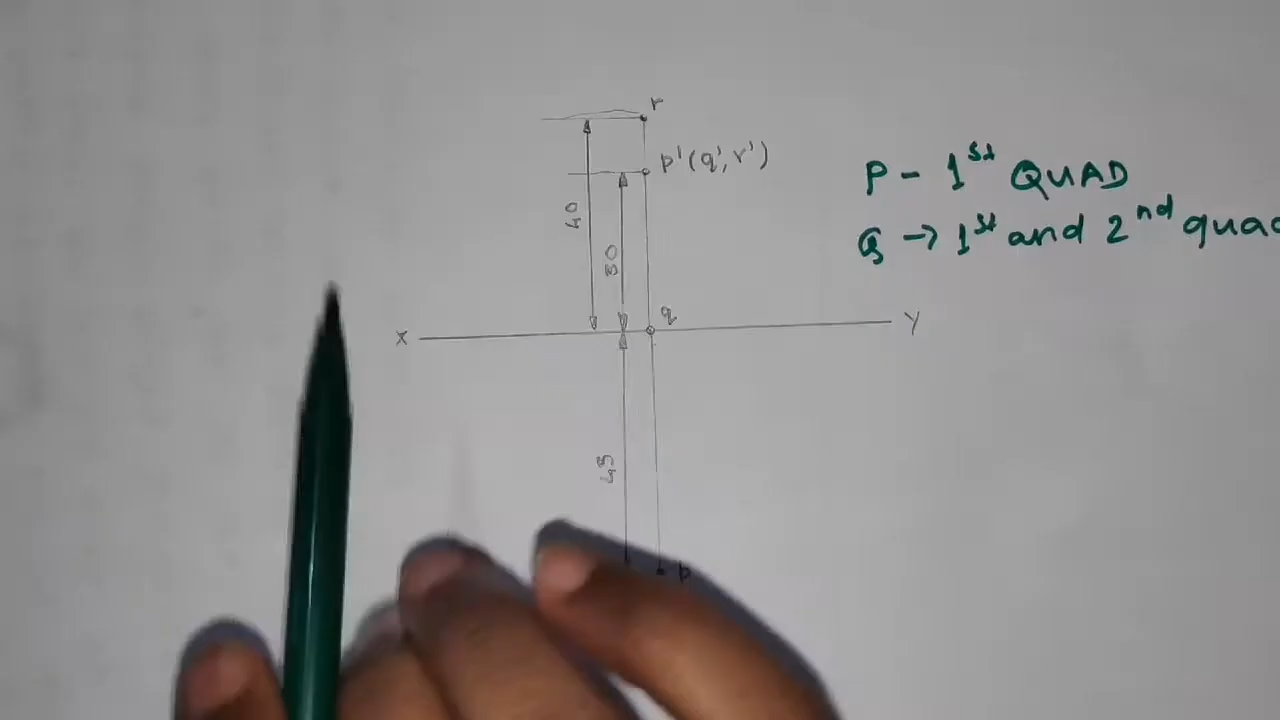 r
p'(q', r')
40
30
q
X
Y
45
p
P - 1st QUAD
Q → 1st and 2nd quad